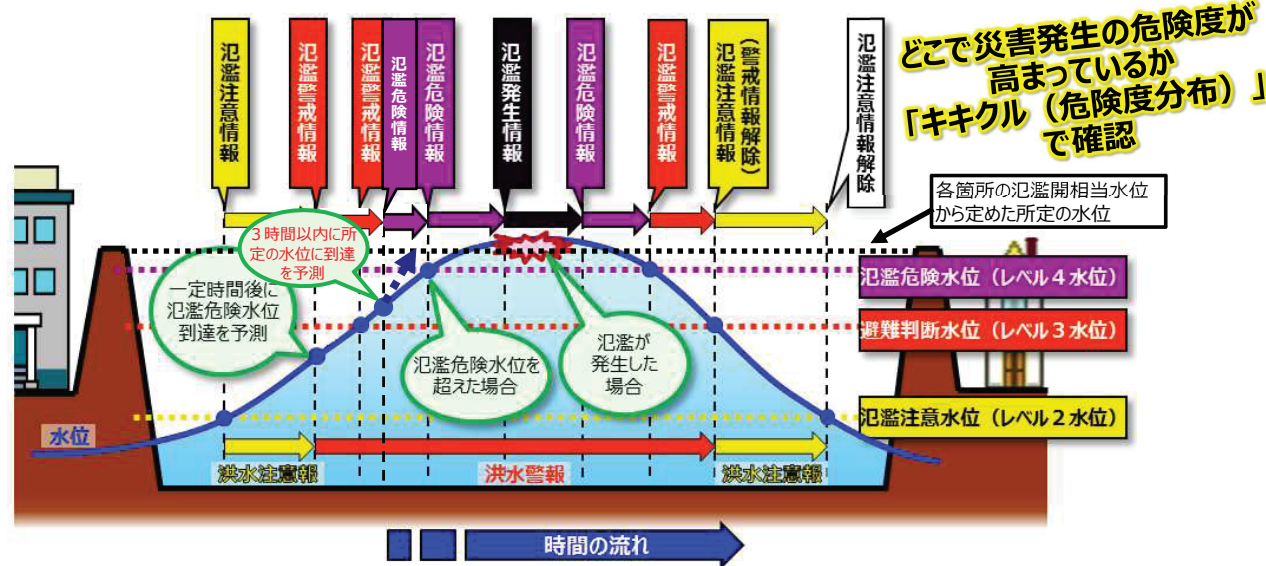 氾濫注意情報
氾濫警戒情報
氾濫警戒情報
氾濫危険情報
氾濫危険情報
氾濫発生情報
氾濫危険情報
氾濫警戒情報
氾濫注意情報
(警戒情報解除)
氾濫注意情報解除
どこで災害発生の危険度が
高まっているか
「キキクル(危険度分布)」
で確認
各箇所の氾濫開相当水位
から定めた所定の水位
3時間以内に所
定の水位に到達
を予測
一定時間後に
氾濫危険水位
到達を予測
氾濫危険水位を
超えた場合
氾濫が
発生した
場合
氾濫危険水位(レベル4水位)
避難判断水位(レベル3水位)
氾濫注意水位(レベル2水位)
水位
洪水注意報
洪水警報
洪水注意報
時間の流れ